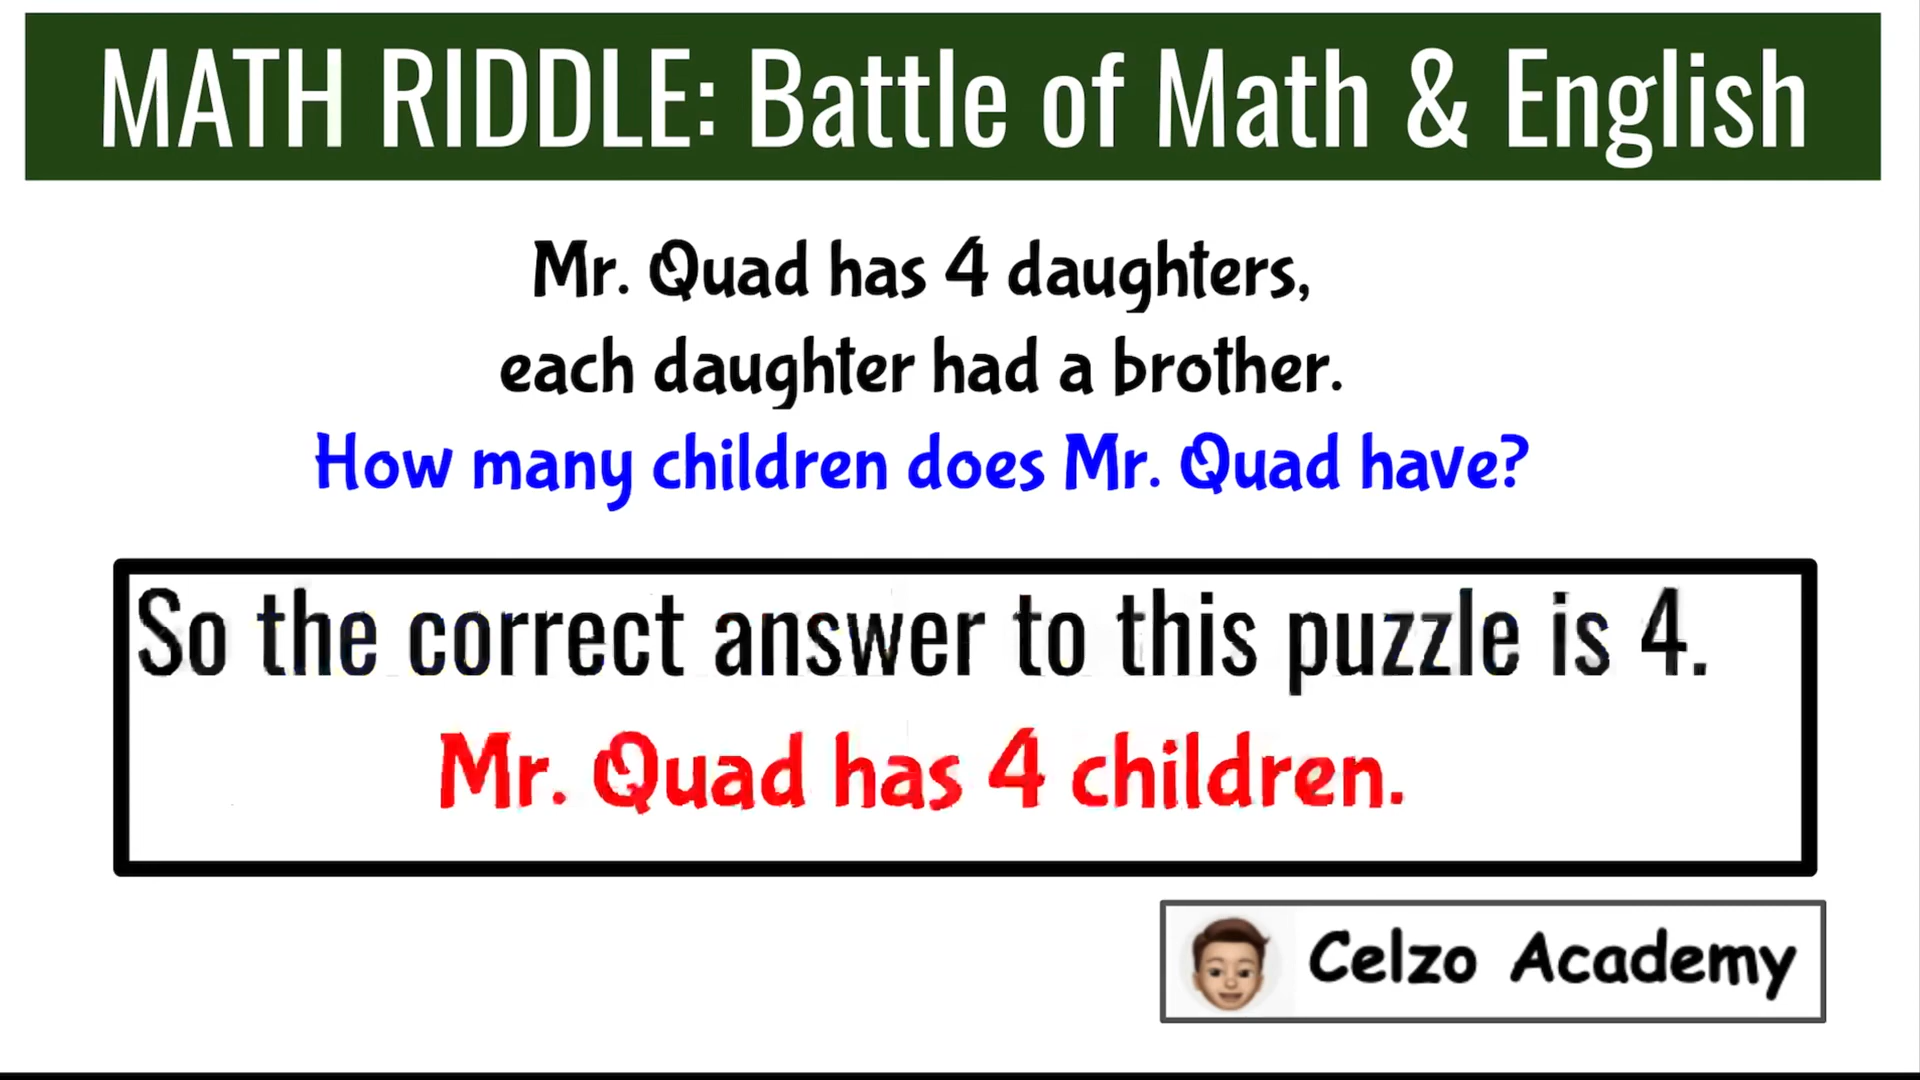 MATH RIDDLE: Battle of Math & English
Mr. Quad has 4 daughters,
each daughter had a brother.
How many children does Mr. Quad have?
So the correct answer to this puzzle is 4.
Mr. Quad has 4 children.
Celzo Academy